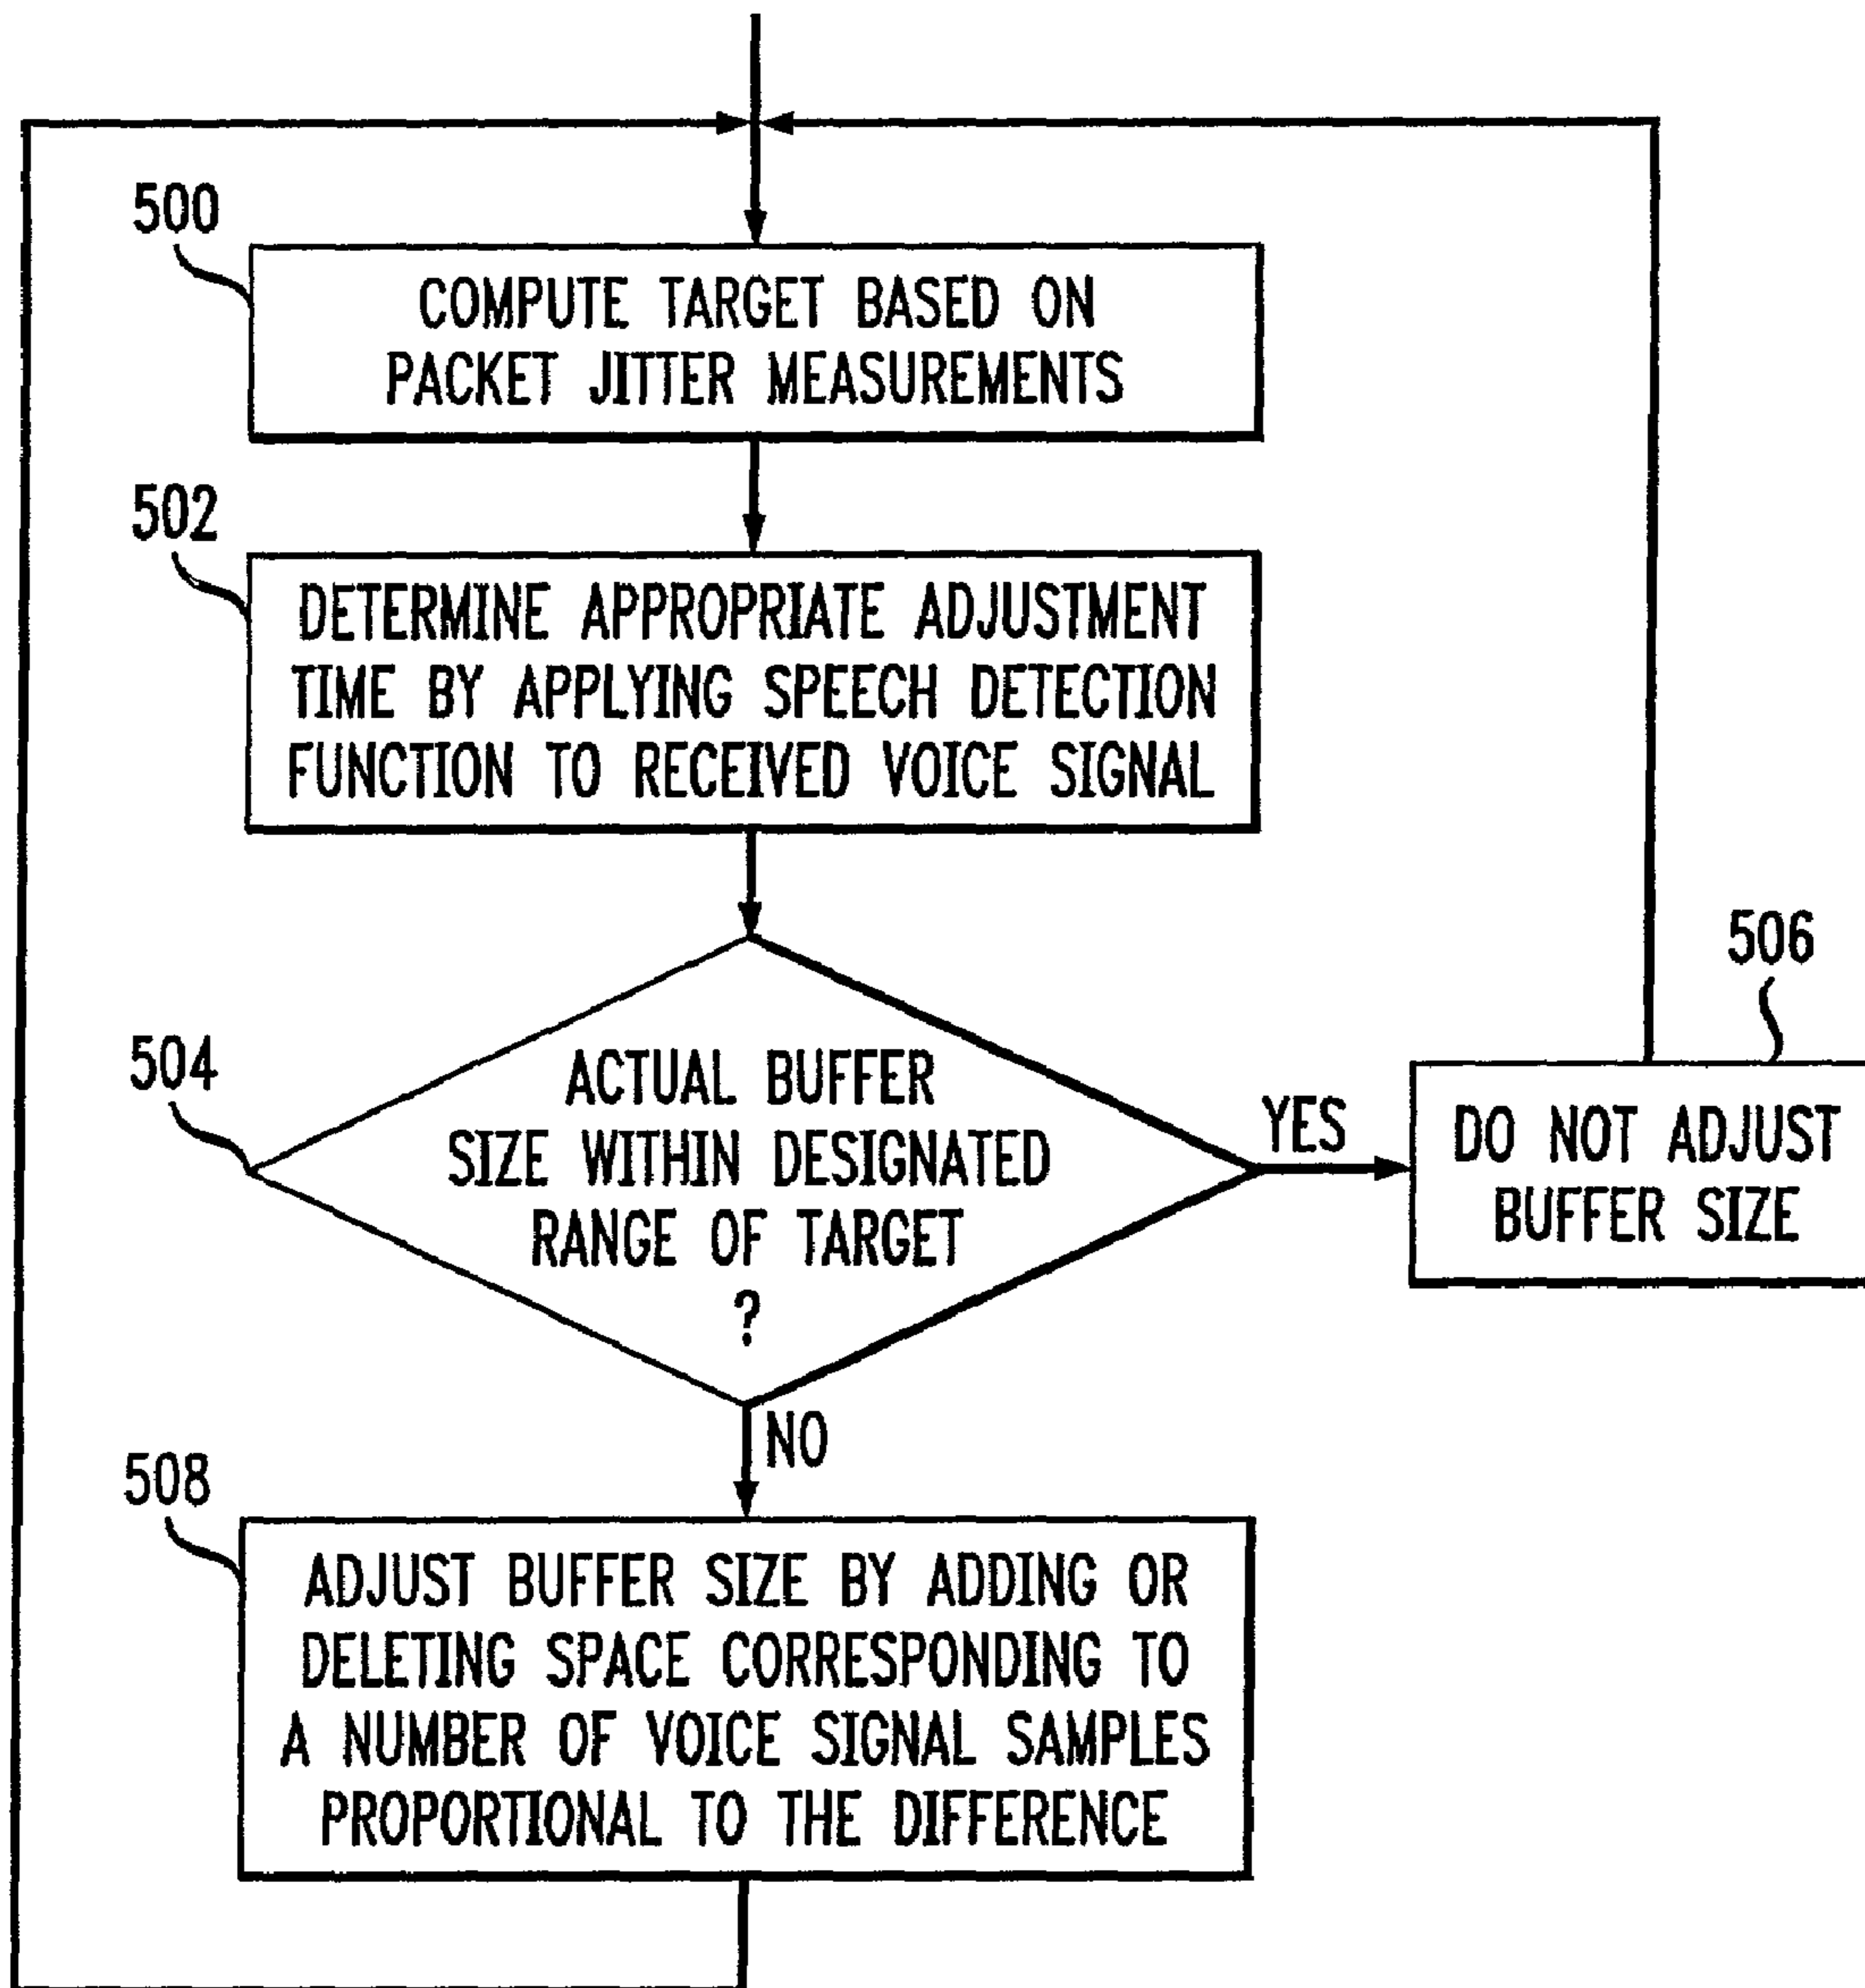 500
COMPUTE TARGET BASED ON
PACKET JITTER MEASUREMENTS
502
DETERMINE APPROPRIATE ADJUSTMENT
TIME BY APPLYING SPEECH DETECTION
FUNCTION TO RECEIVED VOICE SIGNAL
504
ACTUAL BUFFER
SIZE WITHIN DESIGNATED
RANGE OF TARGET
?
YES
506
DO NOT ADJUST
BUFFER SIZE
NO
508
ADJUST BUFFER SIZE BY ADDING OR
DELETING SPACE CORRESPONDING TO
A NUMBER OF VOICE SIGNAL SAMPLES
PROPORTIONAL TO THE DIFFERENCE